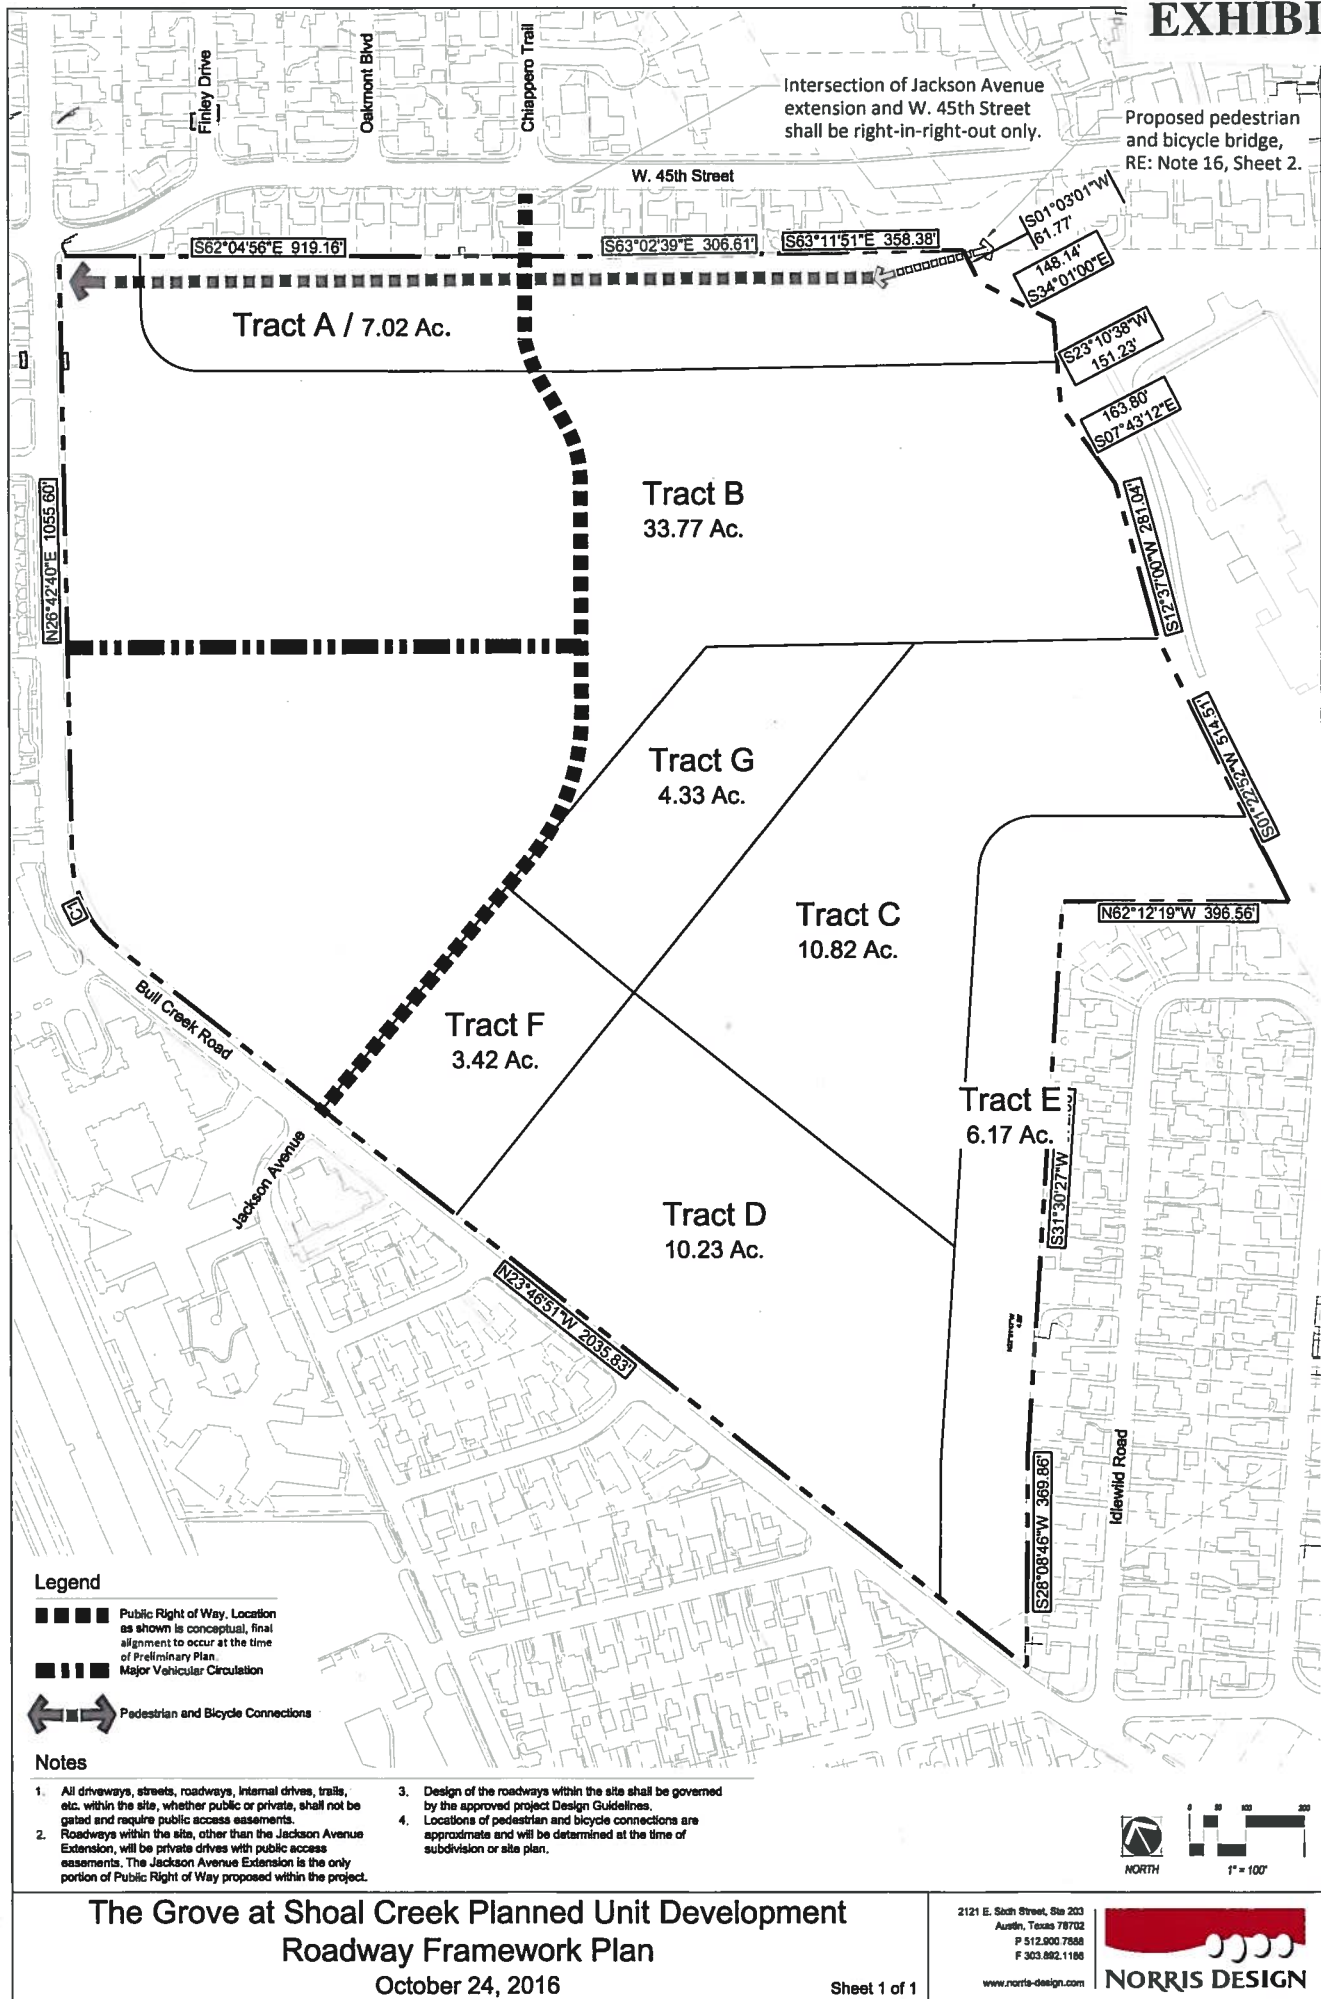 EXHIBI
Finley Drive
Oakmont Blvd
Chiappero Trail
Intersection of Jackson Avenue
extension and W. 45th Street
shall be right-in-right-out only.
Proposed pedestrian
and bicycle bridge,
RE: Note 16, Sheet 2.
W. 45th Street
S62°04'56"E 919.16'
S63°02'39"E 306.61'
S63°11'51"E 358.38'
S01°03'01"W
61.77'
148.14'
S34°01'00"E
Tract A / 7.02 Ac.
S23°10'38"W
151.23'
163.80'
S07°43'12"E
N26°42'40"E 1055.60'
Tract B
33.77 Ac.
S12°37'00"W 281.04'
S01°22'52"W 514.51'
Tract G
4.33 Ac.
Tract C
10.82 Ac.
N62°12'19"W 396.56'
C1
Bull Creek Road
Tract F
3.42 Ac.
Tract E
6.17 Ac.
S31°30'27"W
Jackson Avenue
Tract D
10.23 Ac.
N23°46'51"W 2035.83'
S28°08'46"W 369.86'
Idlewild Road
Legend
Public Right of Way. Location
as shown is conceptual, final
alignment to occur at the time
of Preliminary Plan.
Major Vehicular Circulation
Pedestrian and Bicycle Connections
Notes
1. All driveways, streets, roadways, internal drives, trails,
etc. within the site, whether public or private, shall not be
gated and require public access easements.
2. Roadways within the site, other than the Jackson Avenue
Extension, will be private drives with public access
easements. The Jackson Avenue Extension is the only
portion of Public Right of Way proposed within the project.
3. Design of the roadways within the site shall be governed
by the approved project Design Guidelines.
4. Locations of pedestrian and bicycle connections are
approximate and will be determined at the time of
subdivision or site plan.
NORTH
0 50 100 200
1" = 100'
The Grove at Shoal Creek Planned Unit Development
Roadway Framework Plan
October 24, 2016
Sheet 1 of 1
2121 E. Sixth Street, Ste 203
Austin, Texas 78702
P 512.900.7888
F 303.892.1186
www.norris-design.com
NORRIS DESIGN